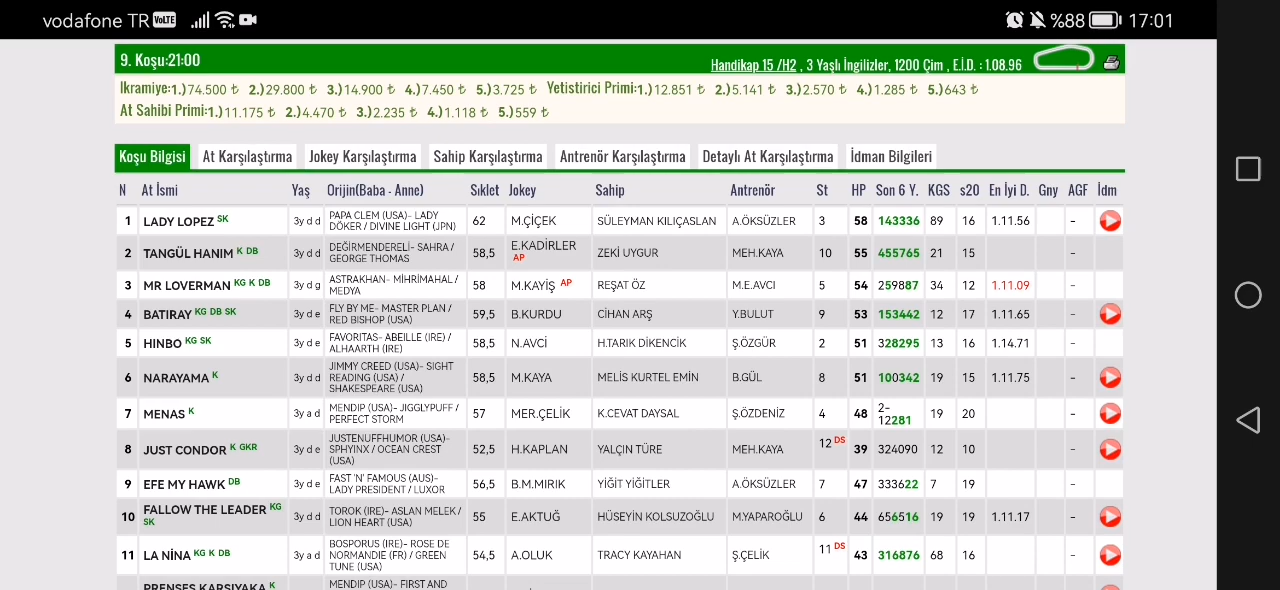 vodafone TR VoLTE %88 17:01
9. Koşu:21:00
Handikap 15 /H2 , 3 Yaşlı İngilizler, 1200 Çim , E.İ.D. : 1.08.96
Ikramiye:1.)74.500 ₺ 2.)29.800 ₺ 3.)14.900 ₺ 4.)7.450 ₺ 5.)3.725 ₺ Yetistirici Primi:1.)12.851 ₺ 2.)5.141 ₺ 3.)2.570 ₺ 4.)1.285 ₺ 5.)643 ₺
At Sahibi Primi:1.)11.175 ₺ 2.)4.470 ₺ 3.)2.235 ₺ 4.)1.118 ₺ 5.)559 ₺
Koşu Bilgisi At Karşılaştırma Jokey Karşılaştırma Sahip Karşılaştırma Antrenör Karşılaştırma Detaylı At Karşılaştırma İdman Bilgileri
N At İsmi Yaş Orijin(Baba - Anne) Sıklet Jokey Sahip Antrenör St HP Son 6 Y. KGS s20 En İyi D. Gny AGF İdm
1 LADY LOPEZ SK 3y d d PAPA CLEM (USA)- LADY DÖKER / DIVINE LIGHT (JPN) 62 M.ÇİÇEK SÜLEYMAN KILIÇASLAN A.ÖKSÜZLER 3 58 143336 89 16 1.11.56 -
2 TANGÜL HANIM K DB 3y d d DEĞİRMENDERELİ- SAHRA / GEORGE THOMAS 58,5 E.KADİRLER AP ZEKİ UYGUR MEH.KAYA 10 55 455765 21 15 -
3 MR LOVERMAN KG K DB 3y d g ASTRAKHAN- MİHRİMAHAL / MEDYA 58 M.KAYİŞ AP REŞAT ÖZ M.E.AVCI 5 54 259887 34 12 1.11.09 -
4 BATIRAY KG DB SK 3y d e FLY BY ME- MASTER PLAN / RED BISHOP (USA) 59,5 B.KURDU CİHAN ARŞ Y.BULUT 9 53 153442 12 17 1.11.65 -
5 HINBO KG SK 3y d e FAVORITAS- ABEILLE (IRE) / ALHAARTH (IRE) 58,5 N.AVCİ H.TARIK DİKENCİK Ş.ÖZGÜR 2 51 328295 13 16 1.14.71 -
6 NARAYAMA K 3y d d JIMMY CREED (USA)- SIGHT READING (USA) / SHAKESPEARE (USA) 58,5 M.KAYA MELİS KURTEL EMİN B.GÜL 8 51 100342 19 15 1.11.75 -
7 MENAS K 3y a d MENDIP (USA)- JIGGLYPUFF / PERFECT STORM 57 MER.ÇELİK K.CEVAT DAYSAL Ş.ÖZDENİZ 4 48 2-12281 19 20 -
8 JUST CONDOR K GKR 3y d e JUSTENUFFHUMOR (USA)- SPHYINX / OCEAN CREST (USA) 52,5 H.KAPLAN YALÇIN TÜRE MEH.KAYA 12 DS 39 324090 12 10 -
9 EFE MY HAWK DB 3y d e FAST 'N' FAMOUS (AUS)- LADY PRESIDENT / LUXOR 56,5 B.M.MIRIK YİĞİT YİĞİTLER A.ÖKSÜZLER 7 47 333622 7 19 -
10 FALLOW THE LEADER KG SK 3y d d TOROK (IRE)- ASLAN MELEK / LION HEART (USA) 55 E.AKTUĞ HÜSEYİN KOLSUZOĞLU M.YAPAROĞLU 6 44 656516 19 19 1.11.17 -
11 LA NİNA KG K DB 3y a d BOSPORUS (IRE)- ROSE DE NORMANDIE (FR) / GREEN TUNE (USA) 54,5 A.OLUK TRACY KAYAHAN Ş.ÇELİK 11 DS 43 316876 68 16 -
PRENSES KARŞIYAKA K MENDIP (USA)- FIRST AND